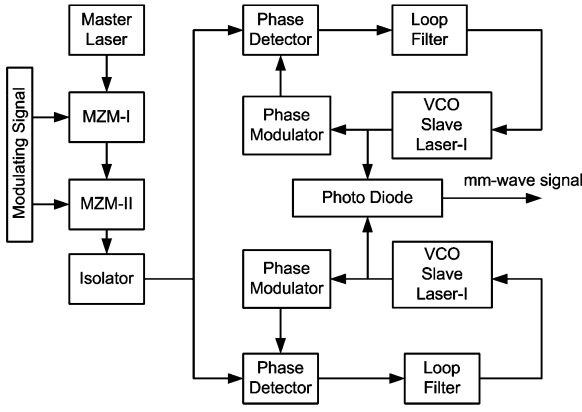 Master
Laser
MZM-I
MZM-II
Isolator
Modulating Signal
Phase
Detector
Loop
Filter
Phase
Modulator
VCO
Slave
Laser-I
Photo Diode
mm-wave signal
Phase
Modulator
VCO
Slave
Laser-I
Phase
Detector
Loop
Filter